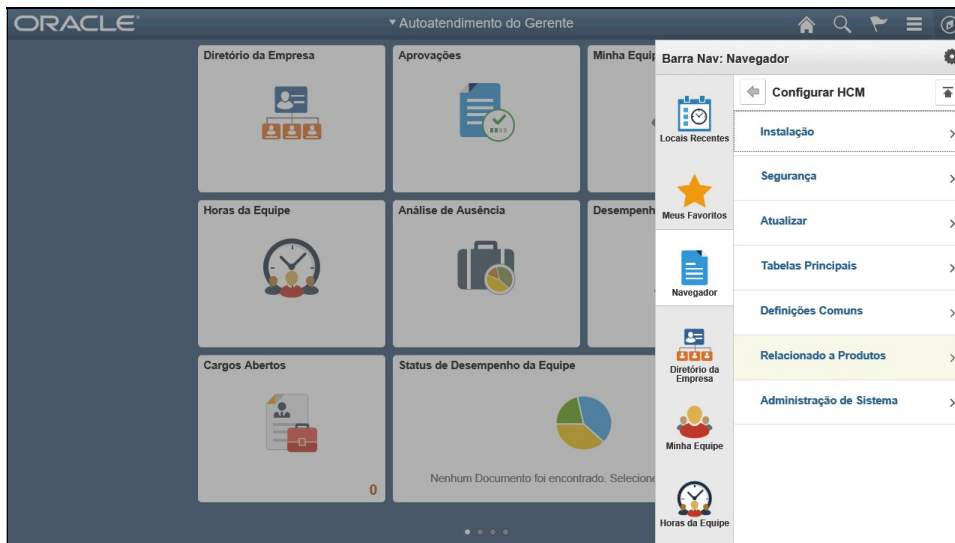 ORACLE
Autoatendimento do Gerente
Diretório da Empresa
Aprovações
Minha Equip
Horas da Equipe
Análise de Ausência
Desempenh
Cargos Abertos
0
Status de Desempenho da Equipe
Nenhum Documento foi encontrado. Selecione
Barra Nav: Navegador
Locais Recentes
Meus Favoritos
Navegador
Diretório da
Empresa
Minha Equipe
Horas da Equipe
Configurar HCM
Instalação
Segurança
Atualizar
Tabelas Principais
Definições Comuns
Relacionado a Produtos
Administração de Sistema